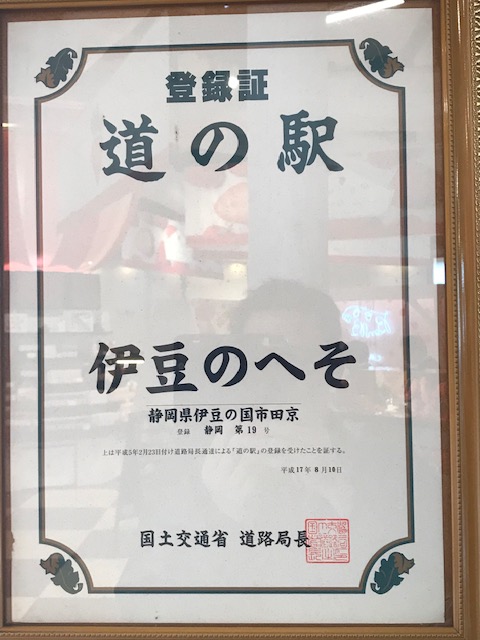 登録証
道の駅
伊豆のへそ
静岡県伊豆の国市田京
登録 静岡 第19号
上は平成5年2月23日付け道路局長通達による「道の駅」の登録を受けたことを証する。
平成17年8月10日
国土交通省 道路局長